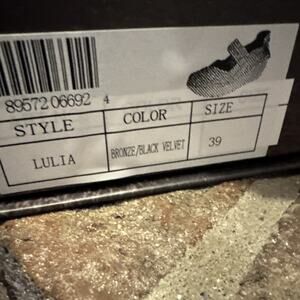 89572 06692 4
STYLE COLOR SIZE
LULIA BRONZE/BLACK VELVET 39